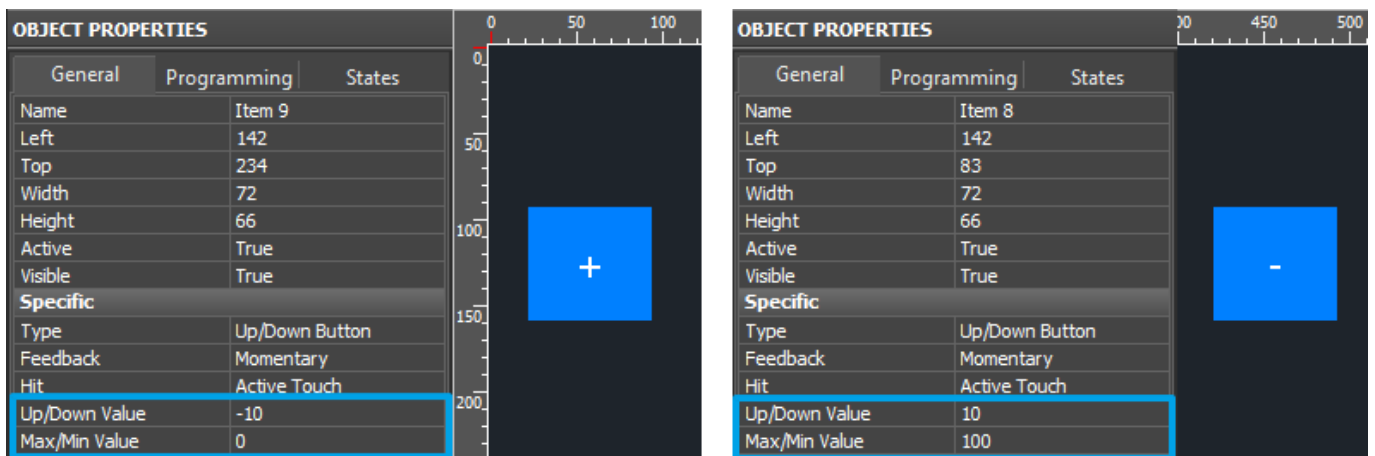 OBJECT PROPERTIES
General Programming States
Name Item 9
Left 142
Top 234
Width 72
Height 66
Active True
Visible True
Specific
Type Up/Down Button
Feedback Momentary
Hit Active Touch
Up/Down Value -10
Max/Min Value 0
0 50 100
0
50
100
150
200
+
OBJECT PROPERTIES
General Programming States
Name Item 8
Left 142
Top 83
Width 72
Height 66
Active True
Visible True
Specific
Type Up/Down Button
Feedback Momentary
Hit Active Touch
Up/Down Value 10
Max/Min Value 100
450 500
-